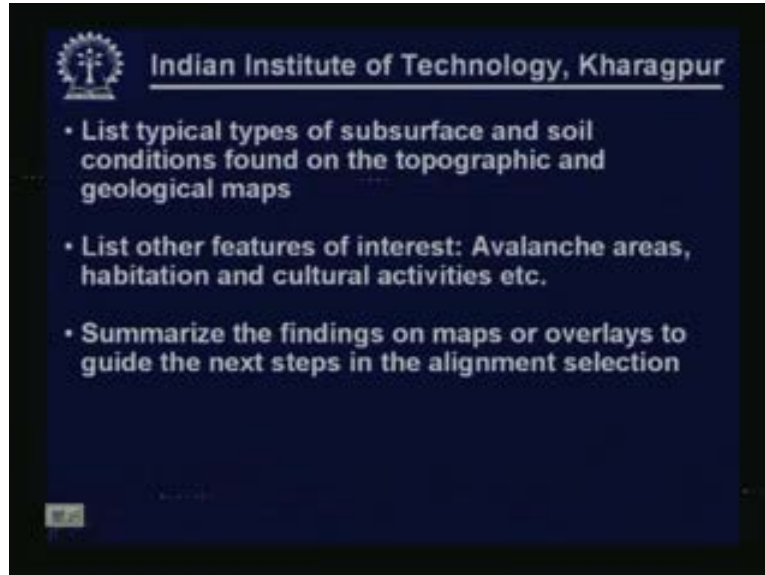 Indian Institute of Technology, Kharagpur
• List typical types of subsurface and soil
conditions found on the topographic and
geological maps
• List other features of interest: Avalanche areas,
habitation and cultural activities etc.
• Summarize the findings on maps or overlays to
guide the next steps in the alignment selection